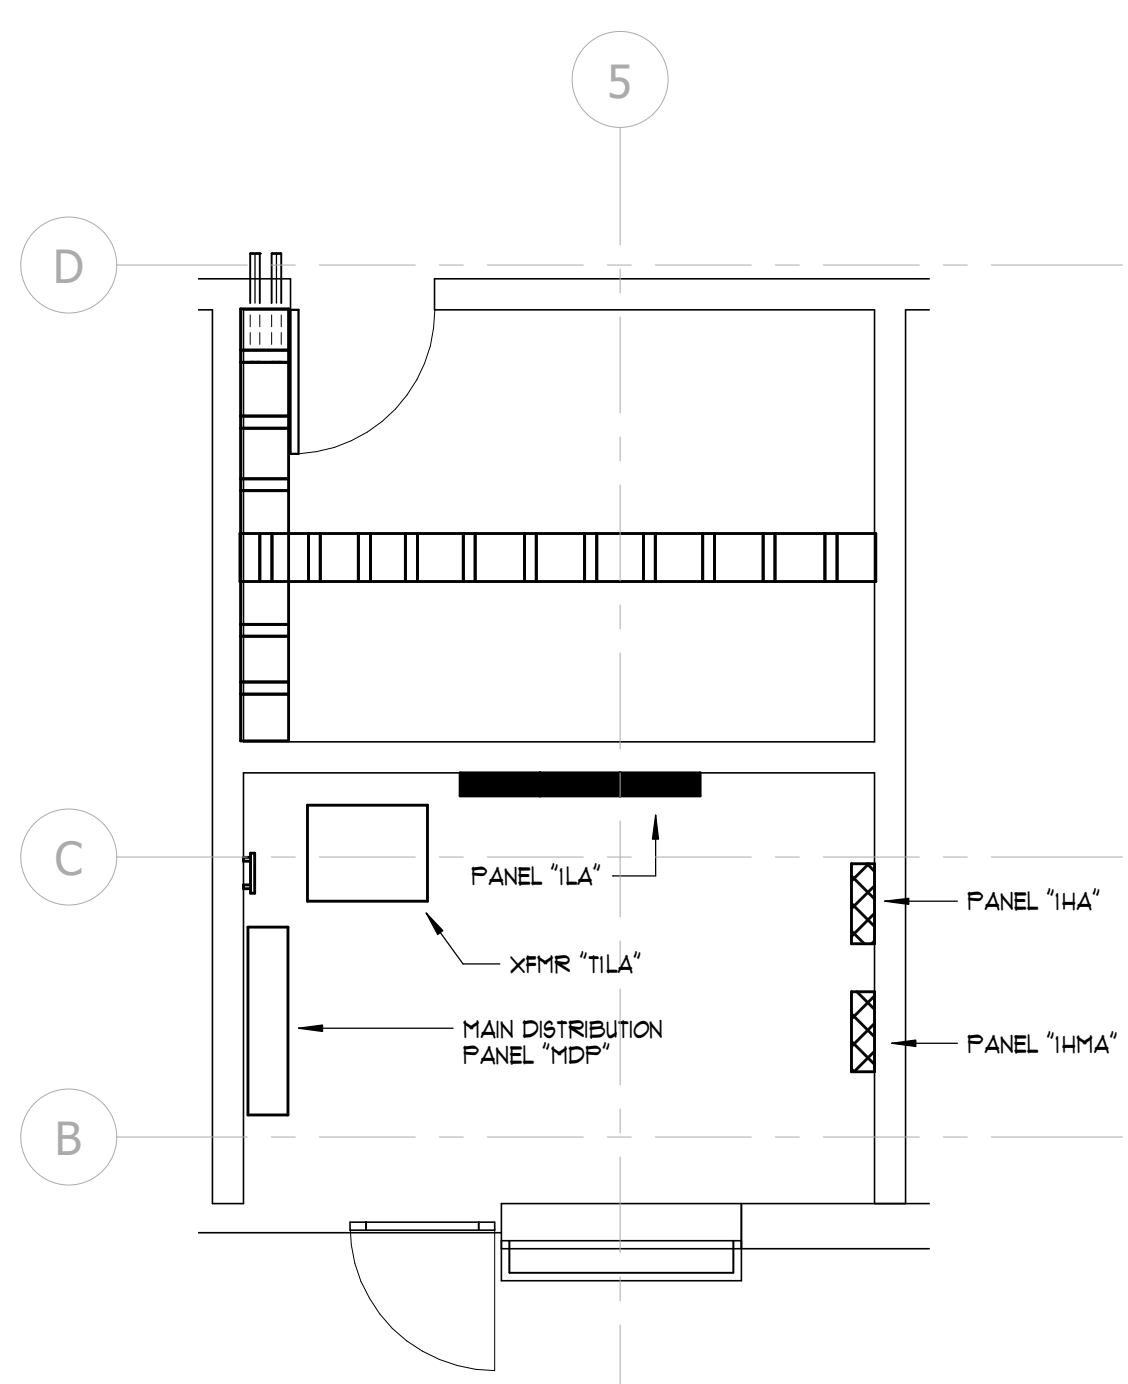 5
D
C
PANEL "1LA"
PANEL "1HA"
XFMR "T1LA"
MAIN DISTRIBUTION
PANEL "MDP"
PANEL "1HMA"
B